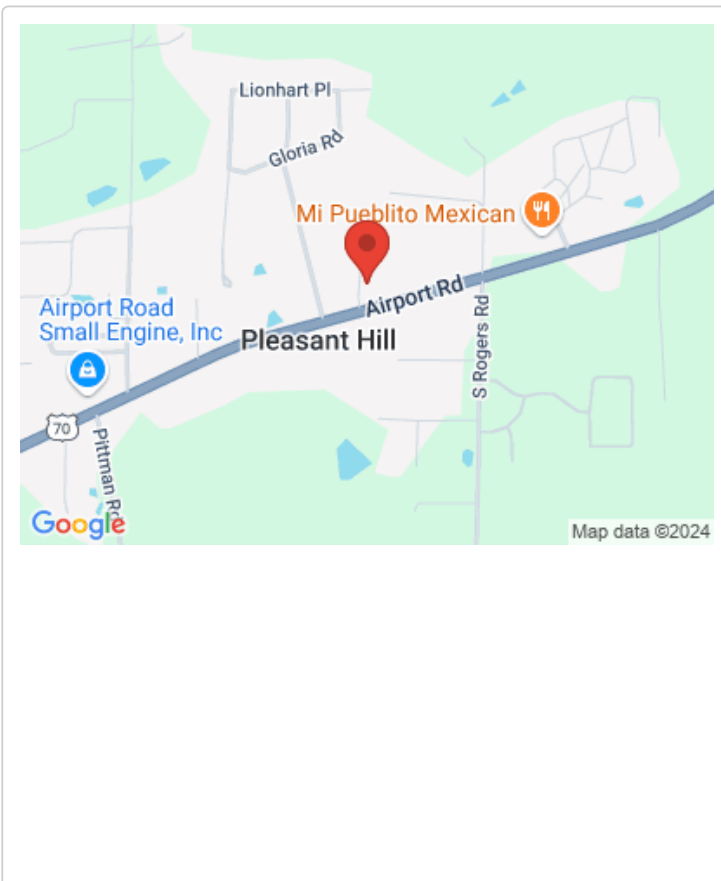 Lionhart Pl
Gloria Rd
Mi Pueblito Mexican
Airport Rd
Airport Road
Small Engine, Inc
Pleasant Hill
S Rogers Rd
70
Pittman Rd
Google
Map data ©2024